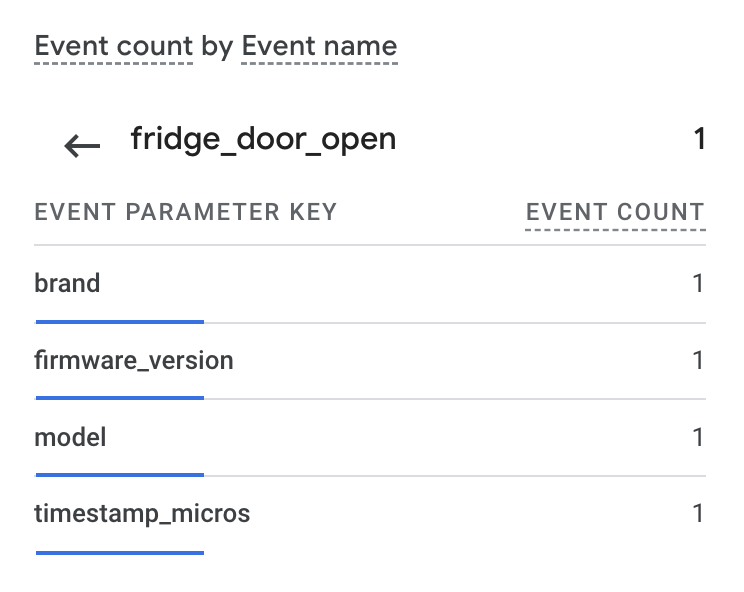 Event count by Event name
← fridge_door_open 1
EVENT PARAMETER KEY EVENT COUNT
brand 1
firmware_version 1
model 1
timestamp_micros 1